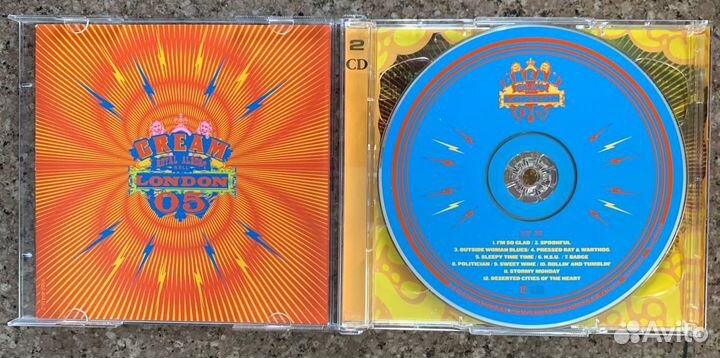 CREAM
ROYAL ALBERT
HALL
LONDON
05
2
CD
1. I'M SO GLAD / 2. SPOONFUL
3. OUTSIDE WOMAN BLUES / 4. PRESSED RAT & WARTHOG
5. SLEEPY TIME TIME / 6. N.S.U. / 7. BADGE
8. POLITICIAN / 9. SWEET WINE / 10. ROLLIN' AND TUMBLIN'
11. STORMY MONDAY
12. DESERTED CITIES OF THE HEART
Avito